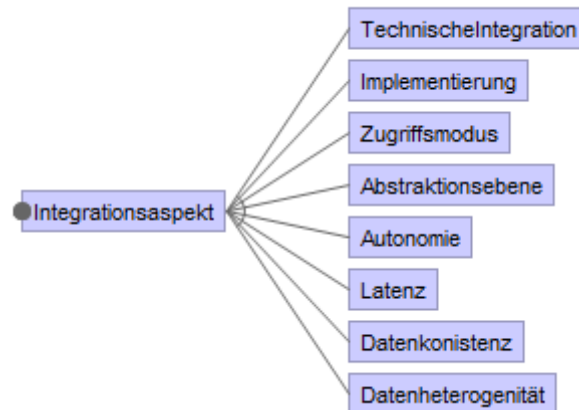 TechnischeIntegration
Implementierung
Zugriffsmodus
Abstraktionsebene
Integrationsaspekt
Autonomie
Latenz
Datenkonistenz
Datenheterogenität